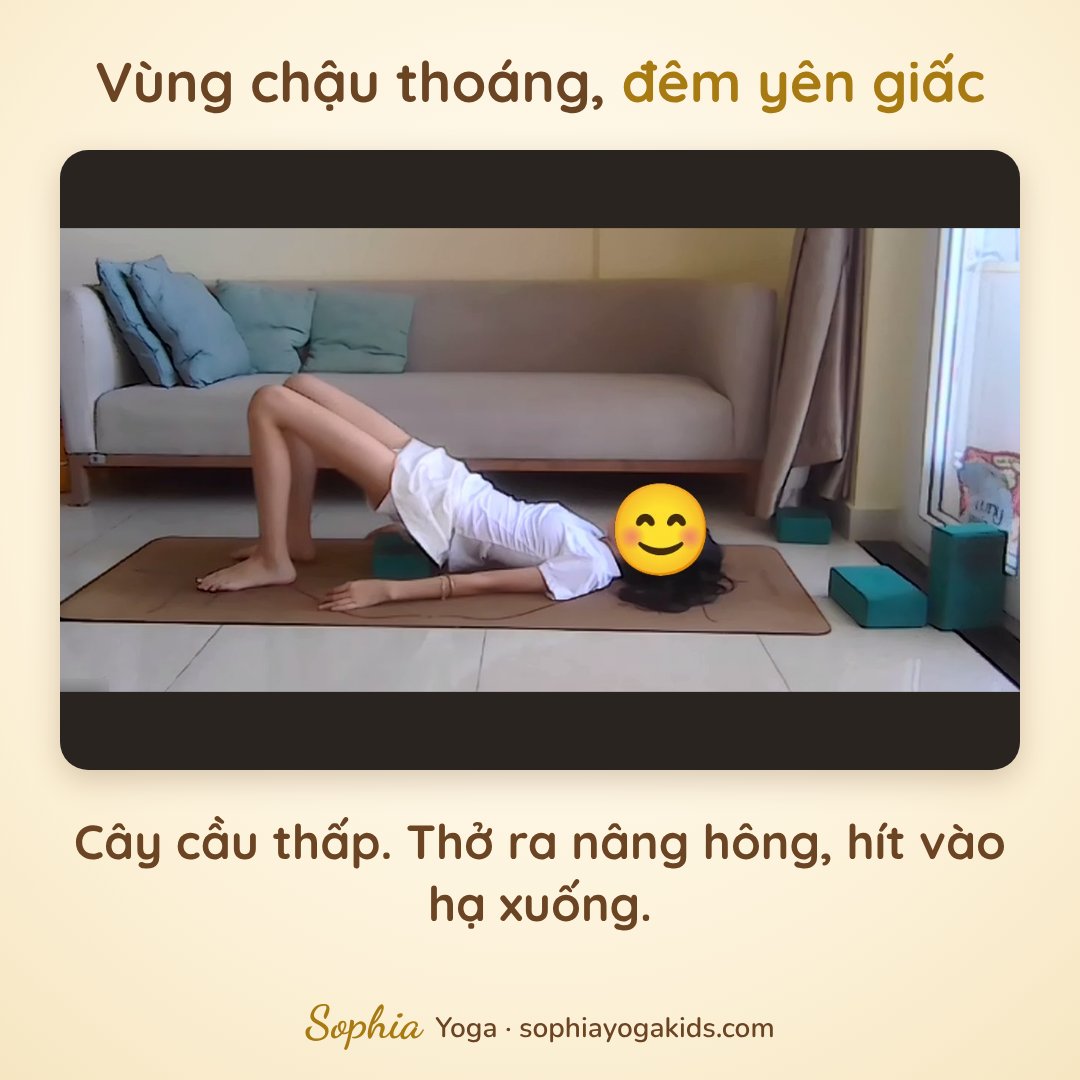 Vùng chậu thoáng, đêm yên giấc
Cây cầu thấp. Thở ra nâng hông, hít vào
hạ xuống.
Sophia Yoga · sophiayogakids.com